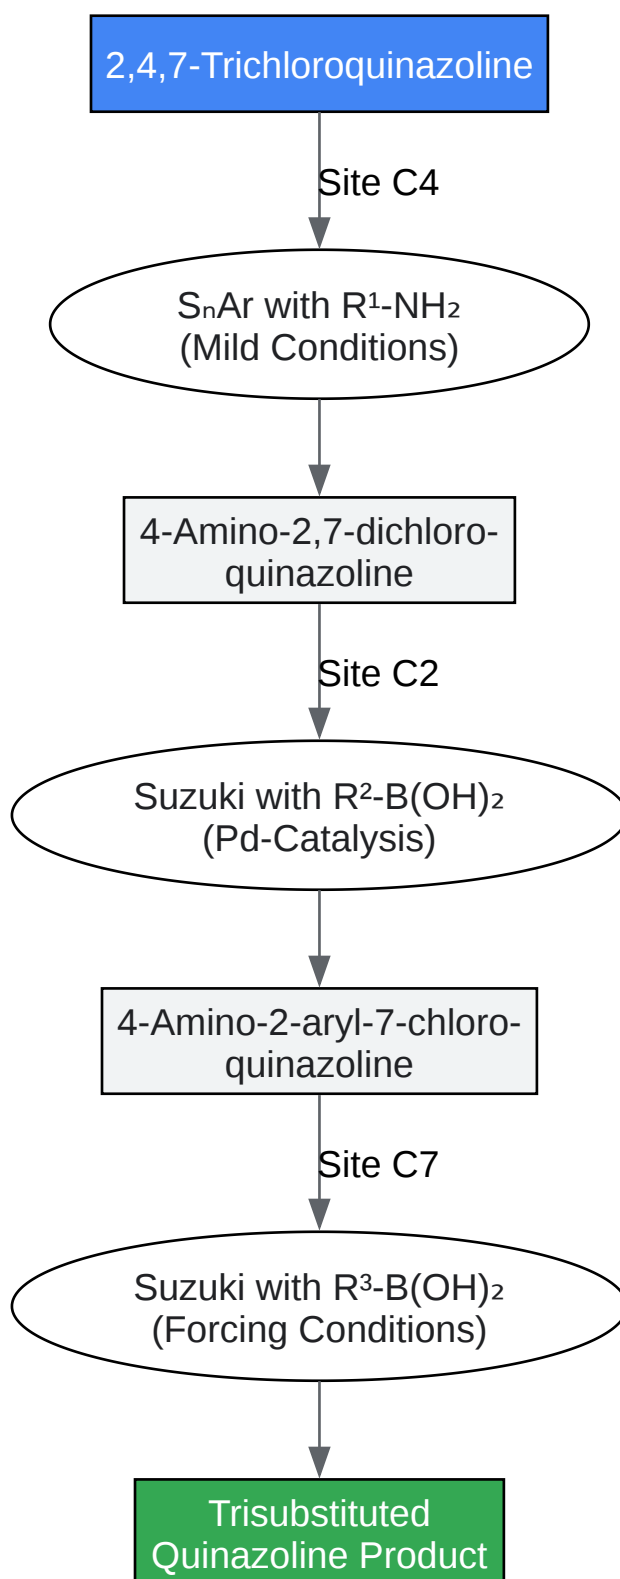 2,4,7-Trichloroquinazoline
Site C4
SₙAr with R¹-NH₂
(Mild Conditions)
4-Amino-2,7-dichloro-
quinazoline
Site C2
Suzuki with R²-B(OH)₂
(Pd-Catalysis)
4-Amino-2-aryl-7-chloro-
quinazoline
Site C7
Suzuki with R³-B(OH)₂
(Forcing Conditions)
Trisubstituted
Quinazoline Product